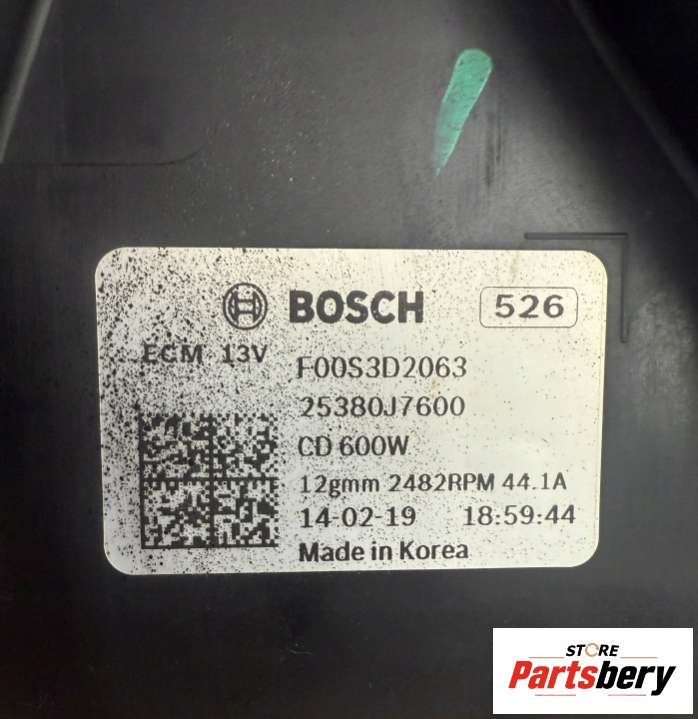 BOSCH 526
ECM 13V
F00S3D2063
25380J7600
CD 600W
12gmm 2482RPM 44.1A
14-02-19 18:59:44
Made in Korea
STORE
Partsbery